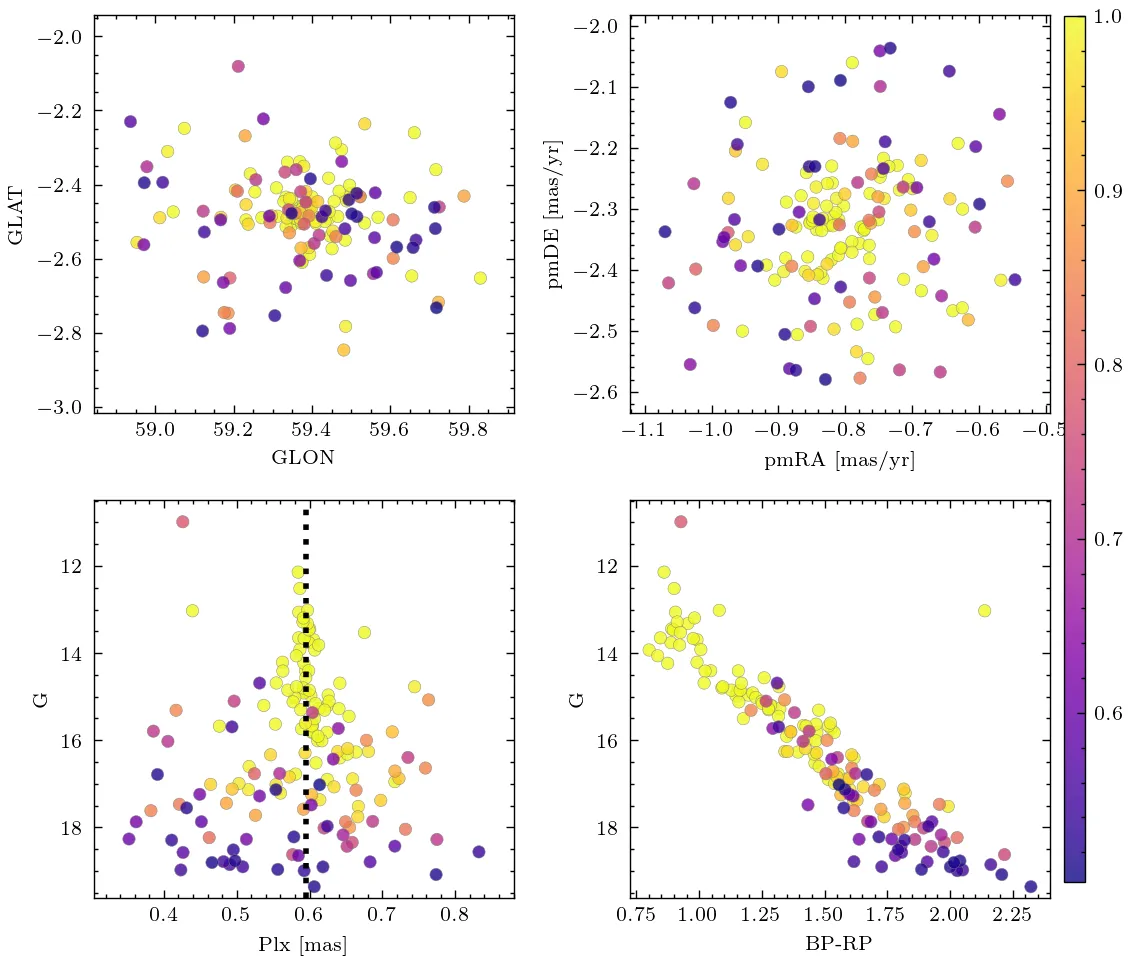 −2.0
−2.2
−2.4
−2.6
−2.8
−3.0
GLAT
59.0 59.2 59.4 59.6 59.8
GLON
−2.0
−2.1
−2.2
−2.3
−2.4
−2.5
−2.6
pmDE [mas/yr]
−1.1 −1.0 −0.9 −0.8 −0.7 −0.6 −0.5
pmRA [mas/yr]
1.0
0.9
0.8
0.7
0.6
12
14
16
18
G
0.4 0.5 0.6 0.7 0.8
Plx [mas]
12
14
16
18
G
0.75 1.00 1.25 1.50 1.75 2.00 2.25
BP-RP